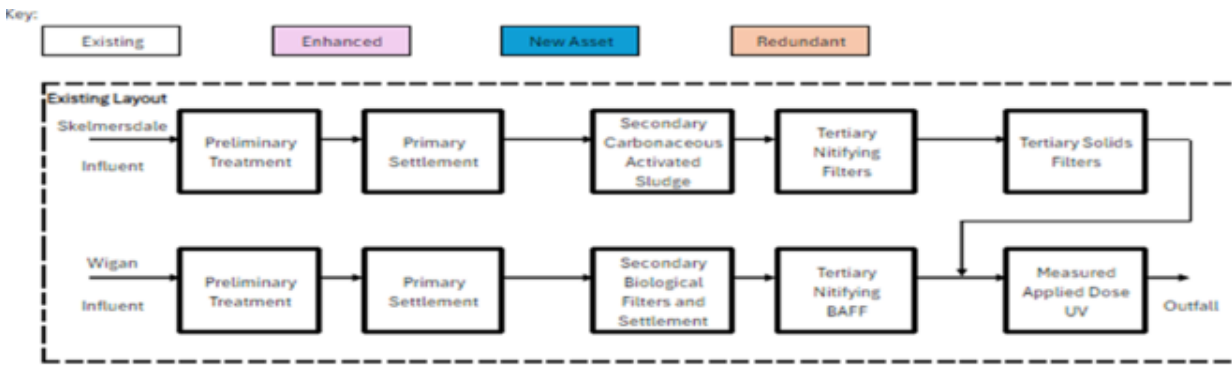 Key:
Existing
Enhanced
New Asset
Redundant
Existing Layout
Skelmersdale
Influent
Preliminary
Treatment
Primary
Settlement
Secondary
Carbonaceous
Activated
Sludge
Tertiary
Nitifying
Filters
Tertiary Solids
Filters
Wigan
Influent
Preliminary
Treatment
Primary
Settlement
Secondary
Biological
Filters and
Settlement
Tertiary
Nitifying
BAFF
Measured
Applied Dose
UV
Outfall